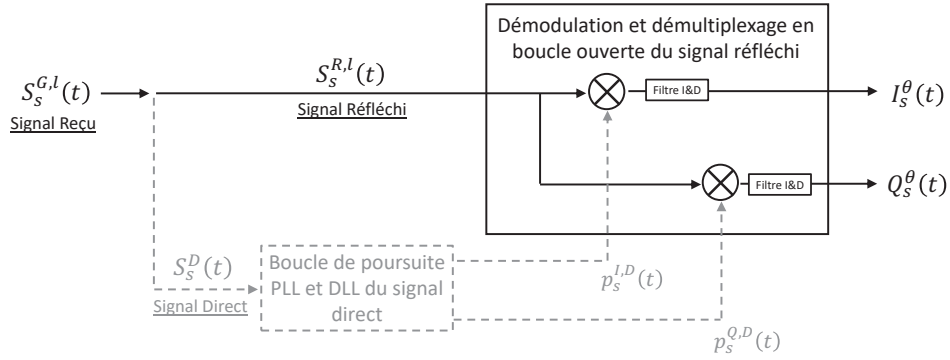 Démodulation et démultiplexage en
boucle ouverte du signal réfléchi
S_s^{G,l}(t)
Signal Reçu
S_s^{R,l}(t)
Signal Réfléchi
Filtre I&D
I_s^θ(t)
Filtre I&D
Q_s^θ(t)
S_s^D(t)
Signal Direct
Boucle de poursuite
PLL et DLL du signal
direct
p_s^{I,D}(t)
p_s^{Q,D}(t)